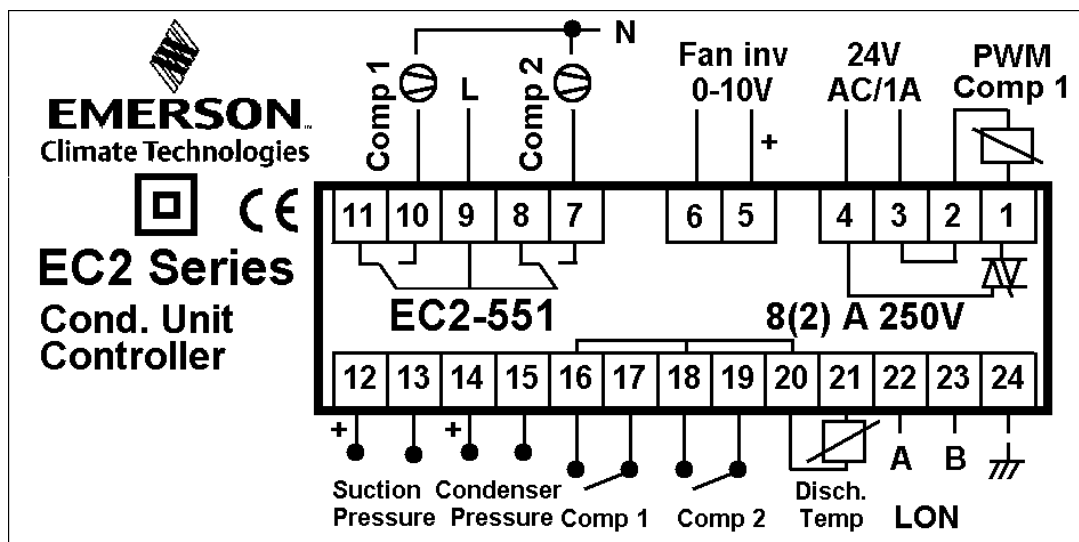 EMERSON™
Climate Technologies
CE
EC2 Series
Cond. Unit
Controller
Comp 1
L
Comp 2
N
Fan inv
0-10V
+
24V
AC/1A
PWM
Comp 1
11 10 9 8 7 6 5 4 3 2 1
EC2-551
8(2) A 250V
12 13 14 15 16 17 18 19 20 21 22 23 24
+ +
A B
Suction
Pressure
Condenser
Pressure
Comp 1
Comp 2
Disch.
Temp
LON